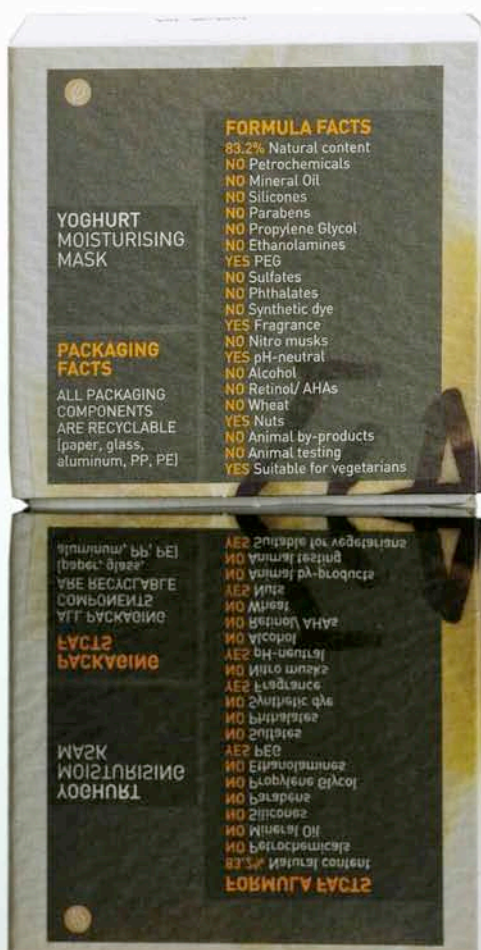 YOGHURT
MOISTURISING
MASK
PACKAGING
FACTS
ALL PACKAGING
COMPONENTS
ARE RECYCLABLE
(paper, glass,
aluminum, PP, PE)
FORMULA FACTS
83.2% Natural content
NO Petrochemicals
NO Mineral Oil
NO Silicones
NO Parabens
NO Propylene Glycol
NO Ethanolamines
YES PEG
NO Sulfates
NO Phthalates
NO Synthetic dye
YES Fragrance
NO Nitro musks
YES pH-neutral
NO Alcohol
NO Retinol/ AHAs
NO Wheat
YES Nuts
NO Animal by-products
NO Animal testing
YES Suitable for vegetarians